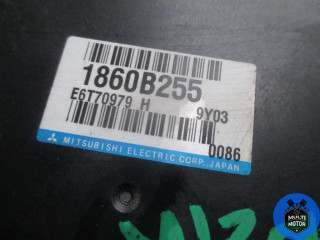 1860B255
E6T70979 H 9Y03
0086
MITSUBISHI ELECTRIC CORP. JAPAN
MULTI
MOTOR